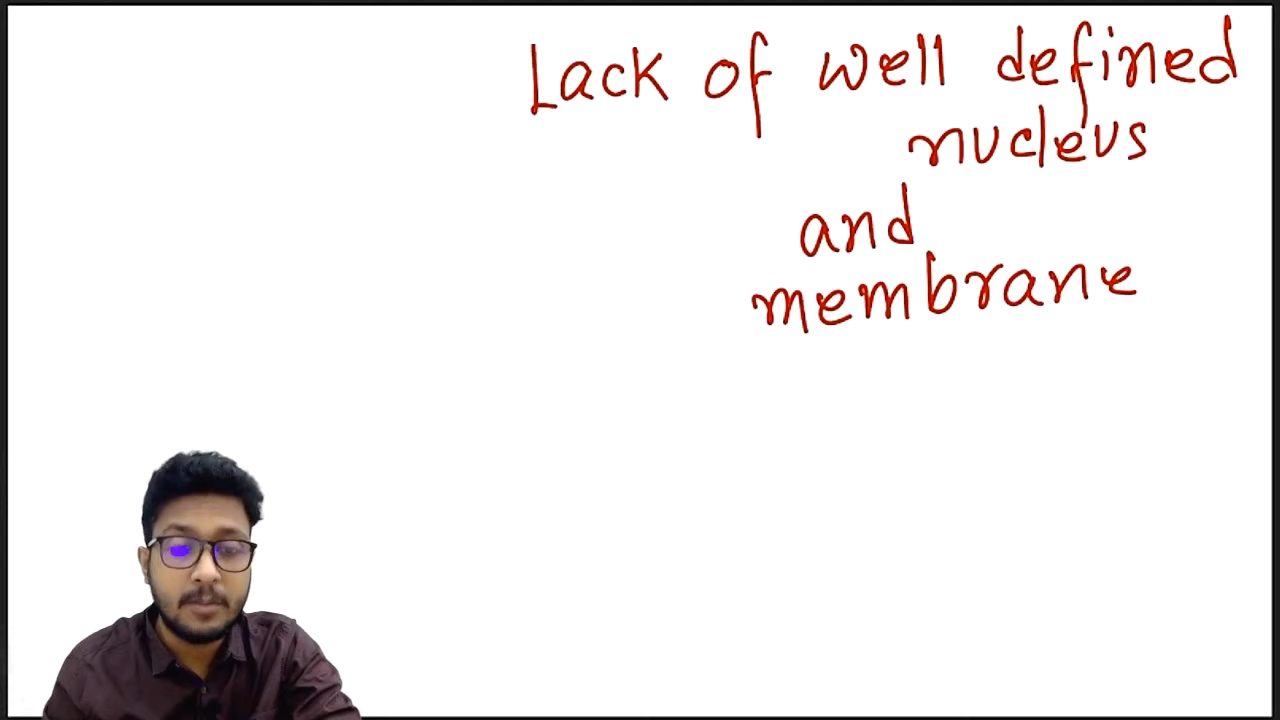 Lack of well defined
nucleus
and
membrane